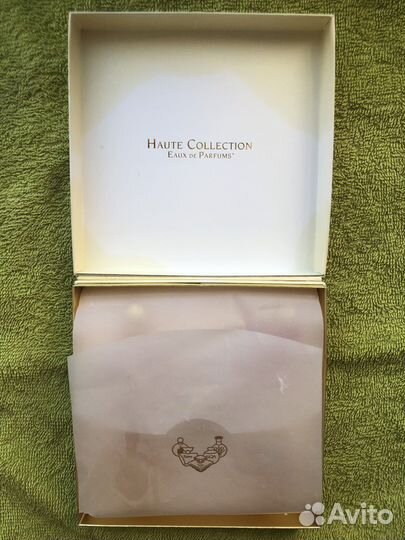 HAUTE COLLECTION
EAUX DE PARFUMS*
Avito